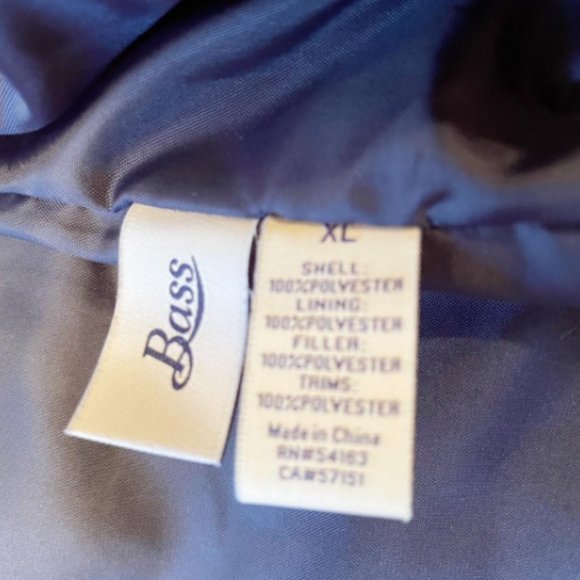 Bass
XL
SHELL:
100%POLYESTER
LINING:
100%POLYESTER
FILLER:
100%POLYESTER
TRIMS:
100%POLYESTER
Made in China
RN#54163
CA#57151